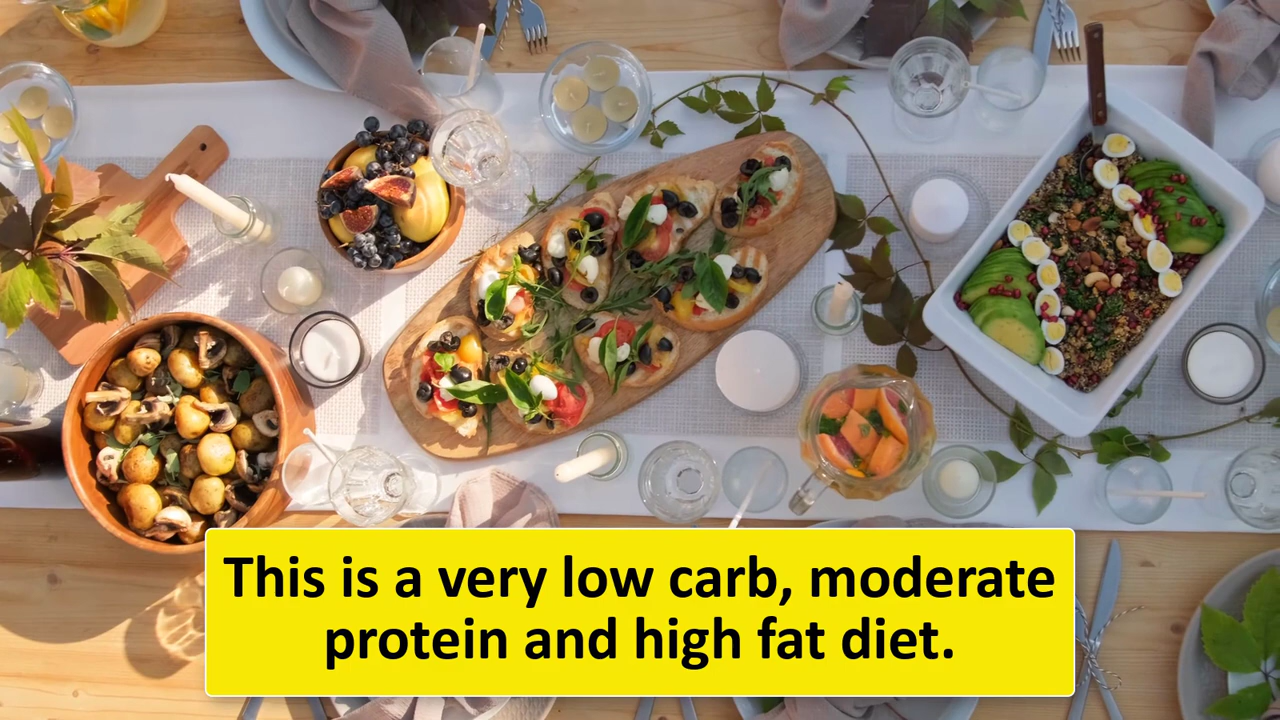 This is a very low carb, moderate
protein and high fat diet.